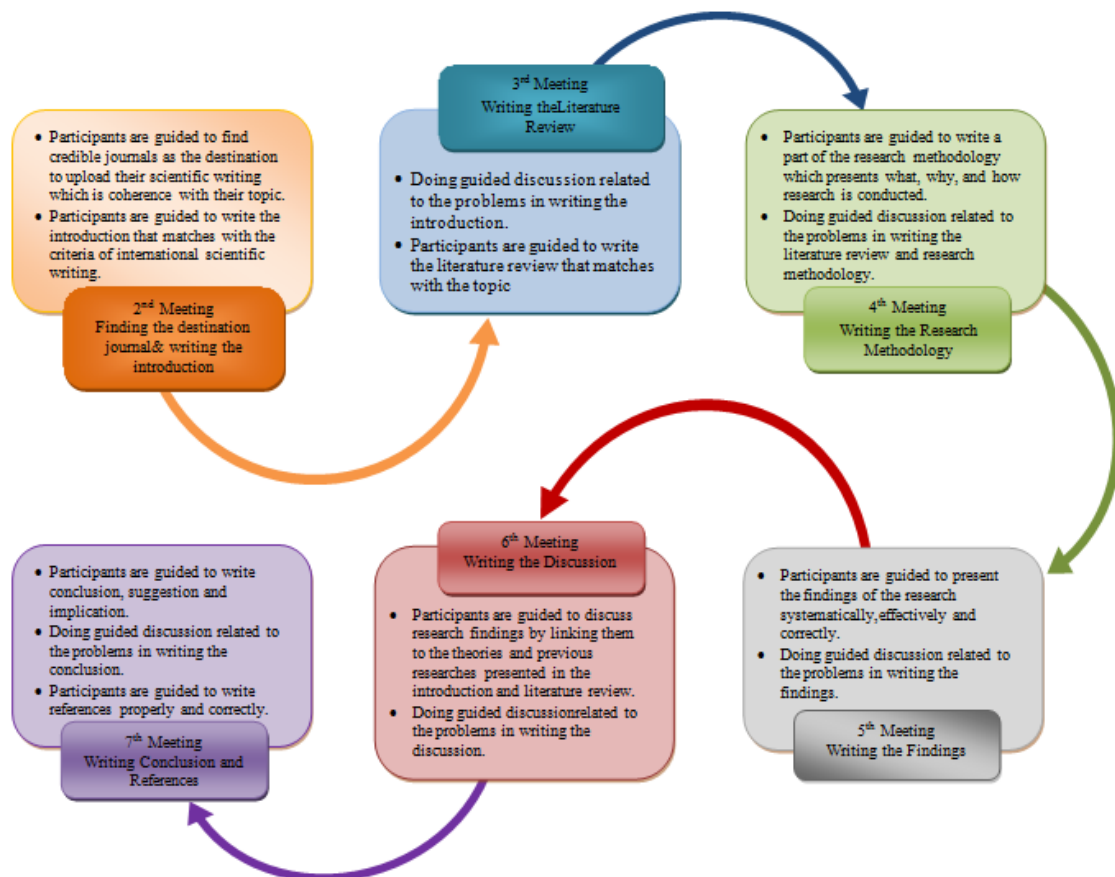 • Participants are guided to find
credible journals as the destination
to upload their scientific writing
which is coherence with their topic.
• Participants are guided to write the
introduction that matches with the
criteria of international scientific
writing.
2nd Meeting
Finding the destination
journal& writing the
introduction
3rd Meeting
Writing theLiterature
Review
• Doing guided discussion related
to the problems in writing the
introduction.
• Participants are guided to write
the literature review that matches
with the topic
• Participants are guided to write a
part of the research methodology
which presents what, why, and how
research is conducted.
• Doing guided discussion related to
the problems in writing the
literature review and research
methodology.
4th Meeting
Writing the Research
Methodology
• Participants are guided to present
the findings of the research
systematically,effectively and
correctly.
• Doing guided discussion related to
the problems in writing the
findings.
5th Meeting
Writing the Findings
6th Meeting
Writing the Discussion
• Participants are guided to discuss
research findings by linking them
to the theories and previous
researches presented in the
introduction and literature review.
• Doing guided discussionrelated to
the problems in writing the
discussion.
• Participants are guided to write
conclusion, suggestion and
implication.
• Doing guided discussion related to
the problems in writing the
conclusion.
• Participants are guided to write
references properly and correctly.
7th Meeting
Writing Conclusion and
References